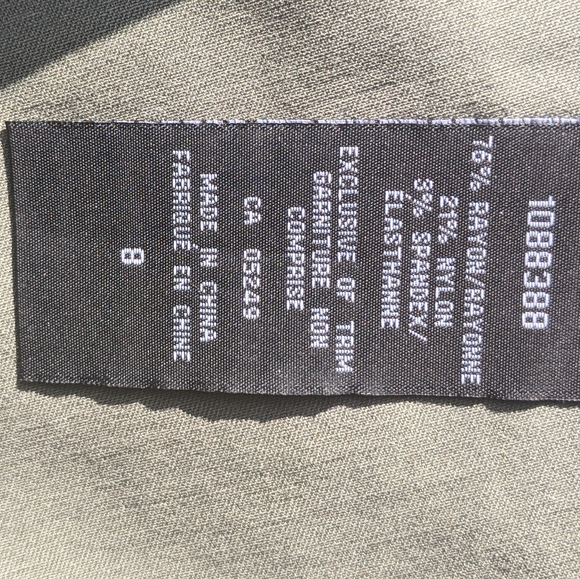 1088388
76% RAYON/RAYONNE
21% NYLON
3% SPANDEX/
ELASTHANNE
EXCLUSIVE OF TRIM
GARNITURE NON
COMPRISE
CA 05249
MADE IN CHINA
FABRIQUE EN CHINE
8